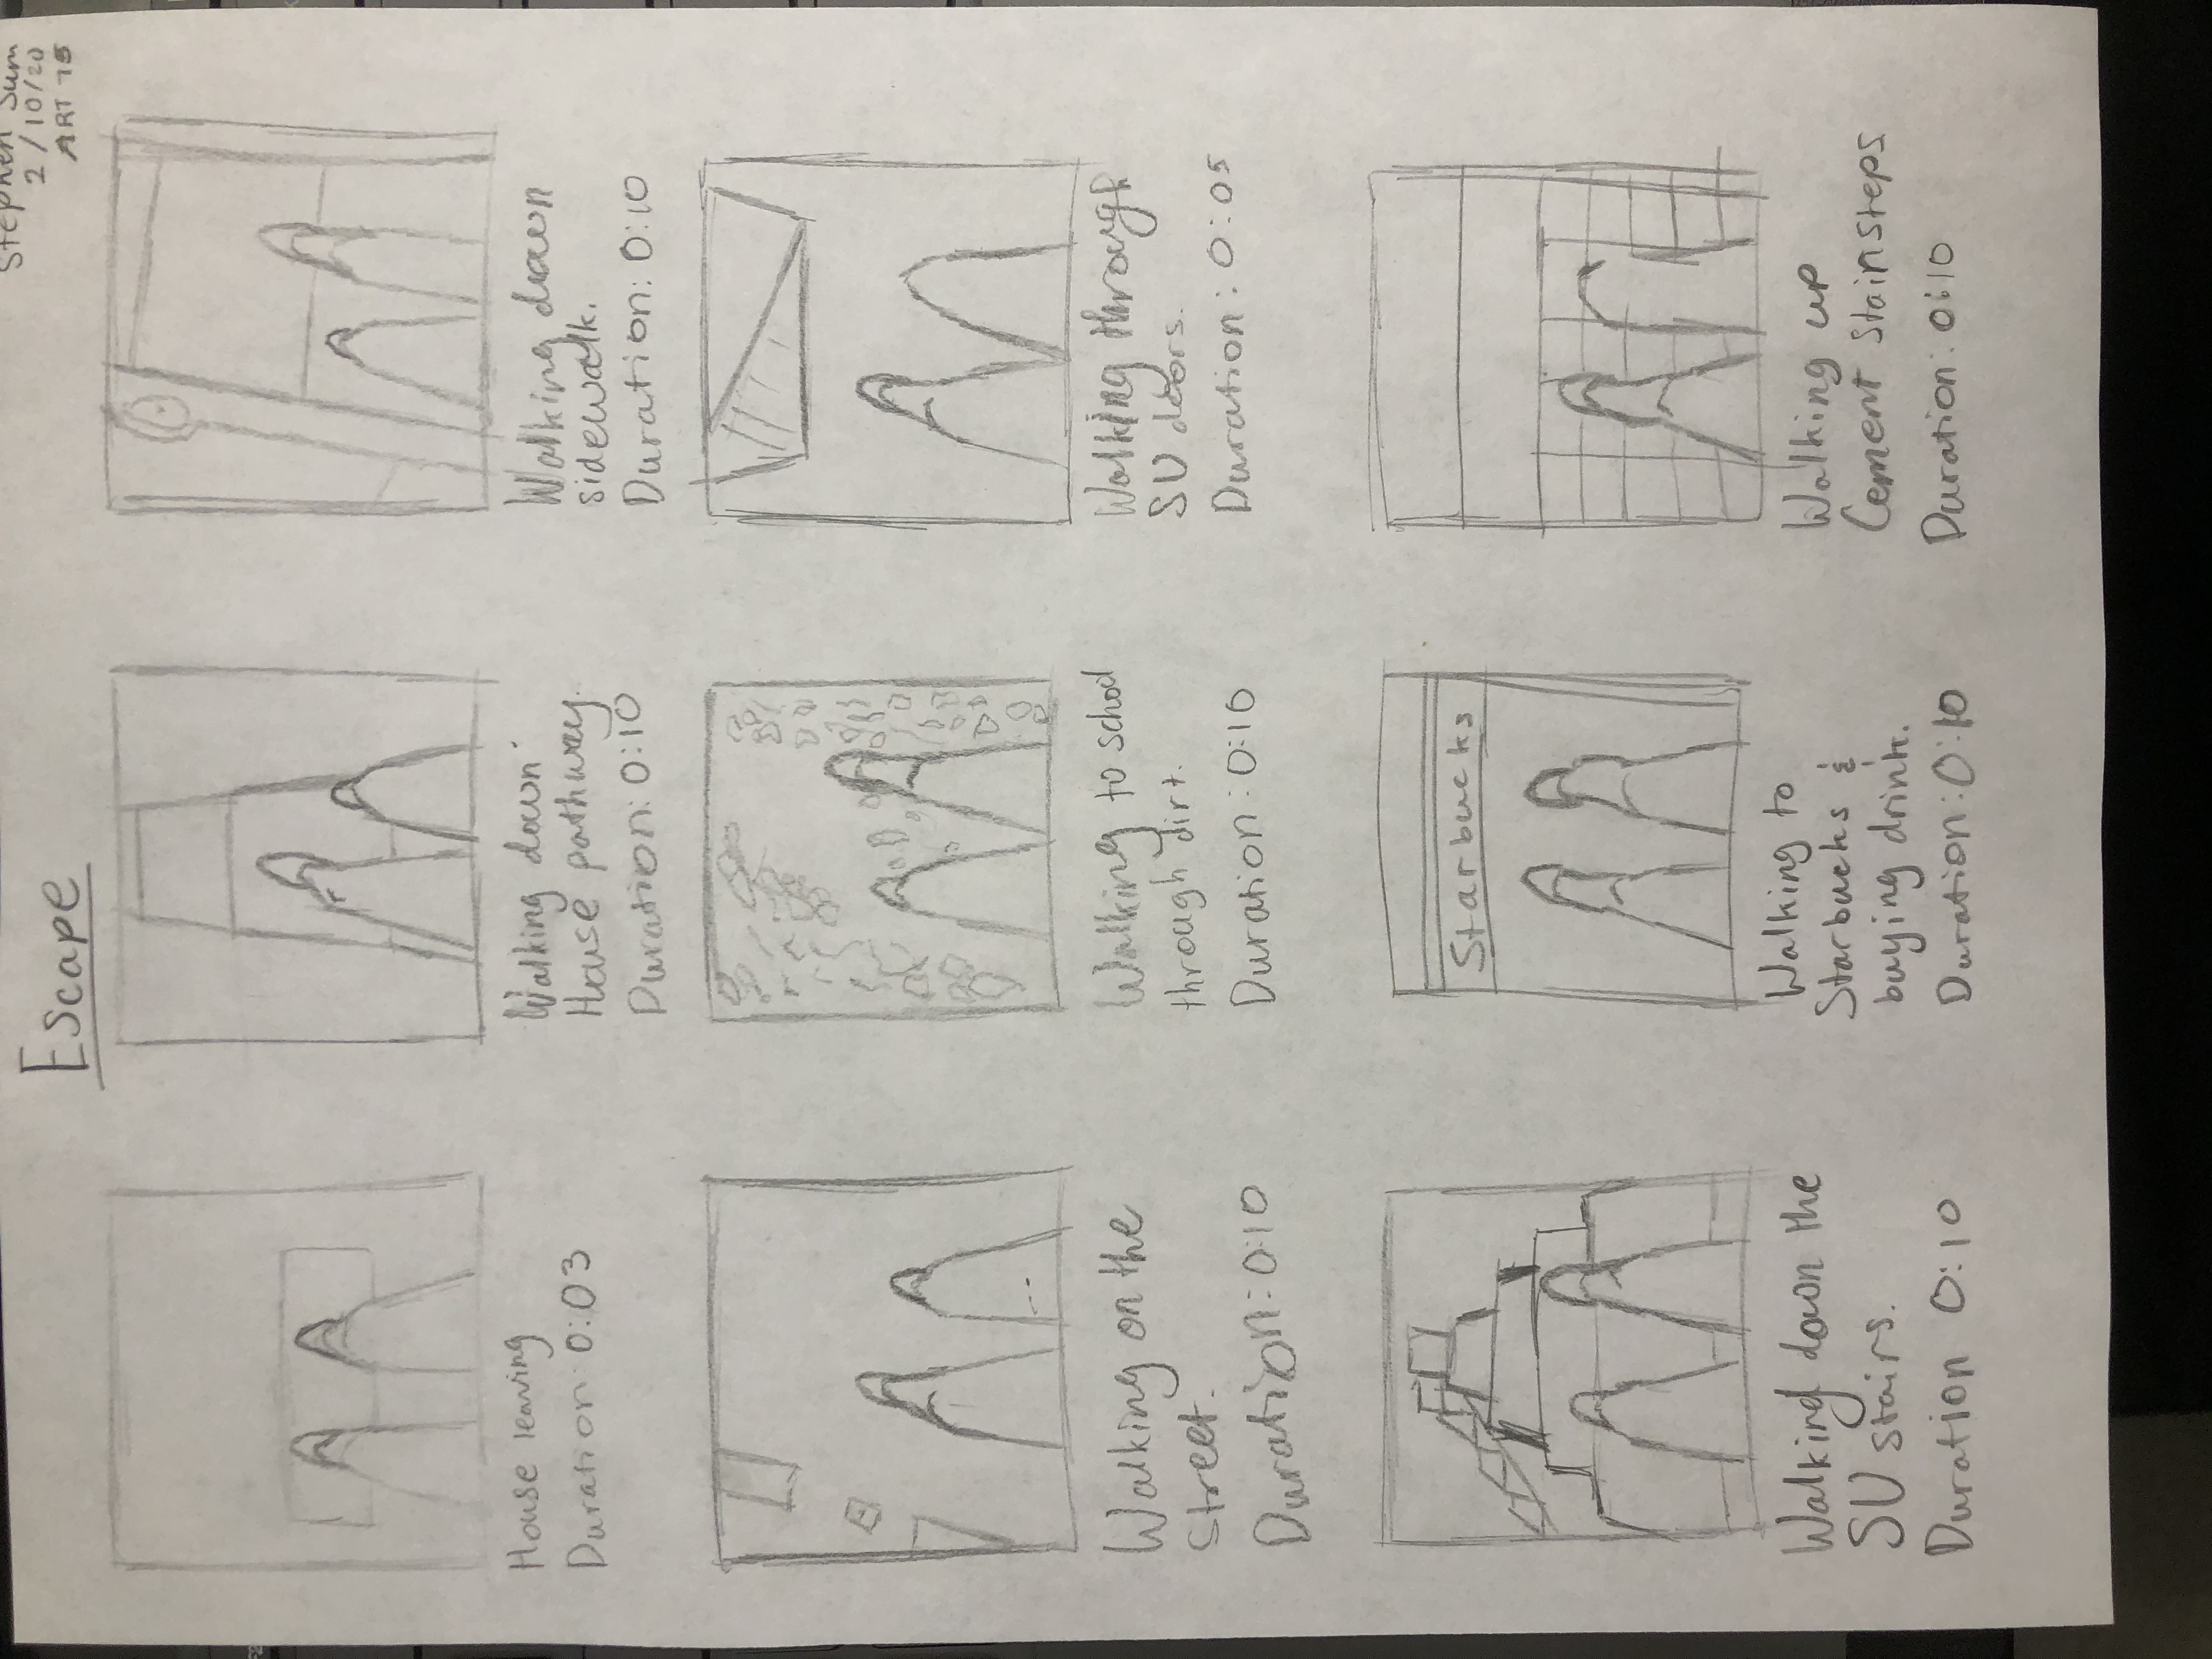 Escape
Stephen Sum
2/10/20
ART 75
House leaving
Duration: 0:03
Walking down
House pathway.
Duration: 0:10
Walking down
sidewalk.
Duration: 0:10
Walking on the
Street.
Duration: 0:10
Walking to school
through dirt.
Duration: 0:10
Walking through
SU doors.
Duration: 0:05
Walking down the
SU stairs.
Duration 0:10
Starbucks
Walking to
Starbucks &
buying drink.
Duration: 0:10
Walking up
Cement Stairsteps
Duration: 0:10